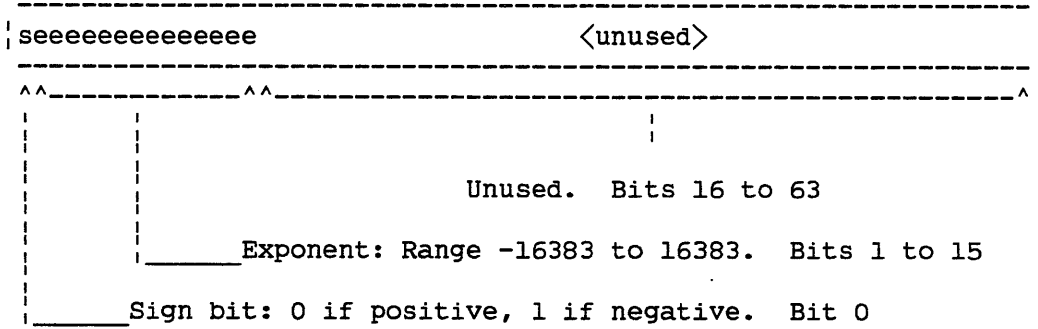 seeeeeeeeeeeeeee <unused>
Unused. Bits 16 to 63
Exponent: Range -16383 to 16383. Bits 1 to 15
Sign bit: 0 if positive, 1 if negative. Bit 0